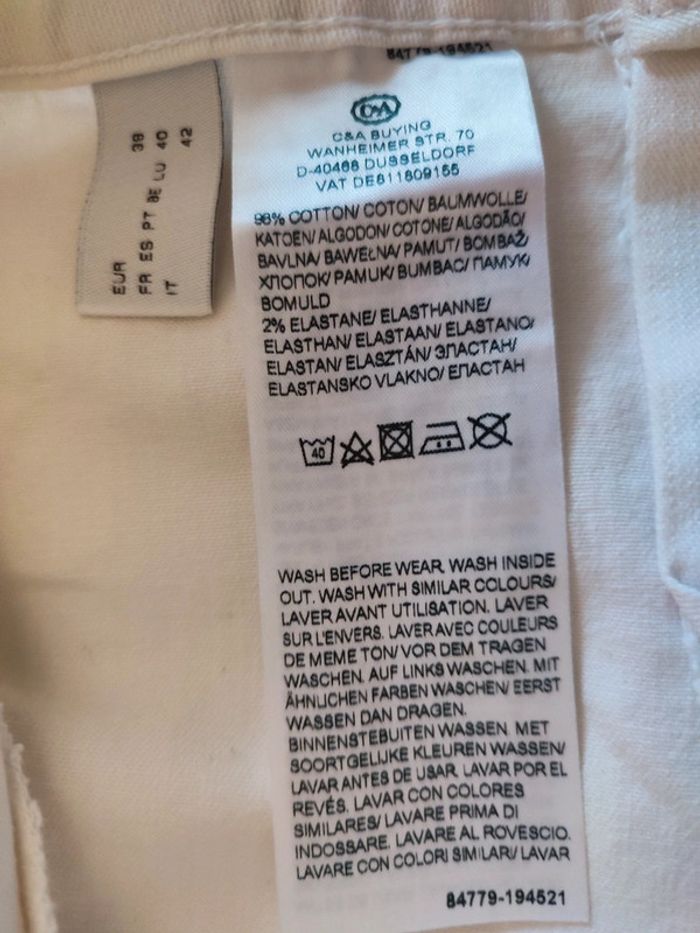 EUR 38
FR ES PT BE LU 40
IT 42
84779-194521
C&A
C&A BUYING
WANHEIMER STR. 70
D-40468 DUSSELDORF
VAT DE811809155
98% COTTON/ COTON/ BAUMWOLLE/
KATOEN/ ALGODON/ COTONE/ ALGODÃO/
BAVLNA/ BAWEŁNA/ PAMUT/ BOMBAŽ/
ХЛОПОК/ PAMUK/ BUMBAC/ ПАМУК/
BOMULD
2% ELASTANE/ ELASTHANNE/
ELASTHAN/ ELASTAAN/ ELASTANO/
ELASTAN/ ELASZTÁN/ ЭЛАСТАН/
ELASTANSKO VLAKNO/ ЕЛАСТАН
40
WASH BEFORE WEAR. WASH INSIDE
OUT. WASH WITH SIMILAR COLOURS/
LAVER AVANT UTILISATION. LAVER
SUR L'ENVERS. LAVER AVEC COULEURS
DE MEME TON/ VOR DEM TRAGEN
WASCHEN. AUF LINKS WASCHEN. MIT
ÄHNLICHEN FARBEN WASCHEN/ EERST
WASSEN DAN DRAGEN.
BINNENSTEBUITEN WASSEN. MET
SOORTGELIJKE KLEUREN WASSEN/
LAVAR ANTES DE USAR. LAVAR POR EL
REVÉS. LAVAR CON COLORES
SIMILARES/ LAVARE PRIMA DI
INDOSSARE. LAVARE AL ROVESCIO.
LAVARE CON COLORI SIMILARI/ LAVAR
84779-194521